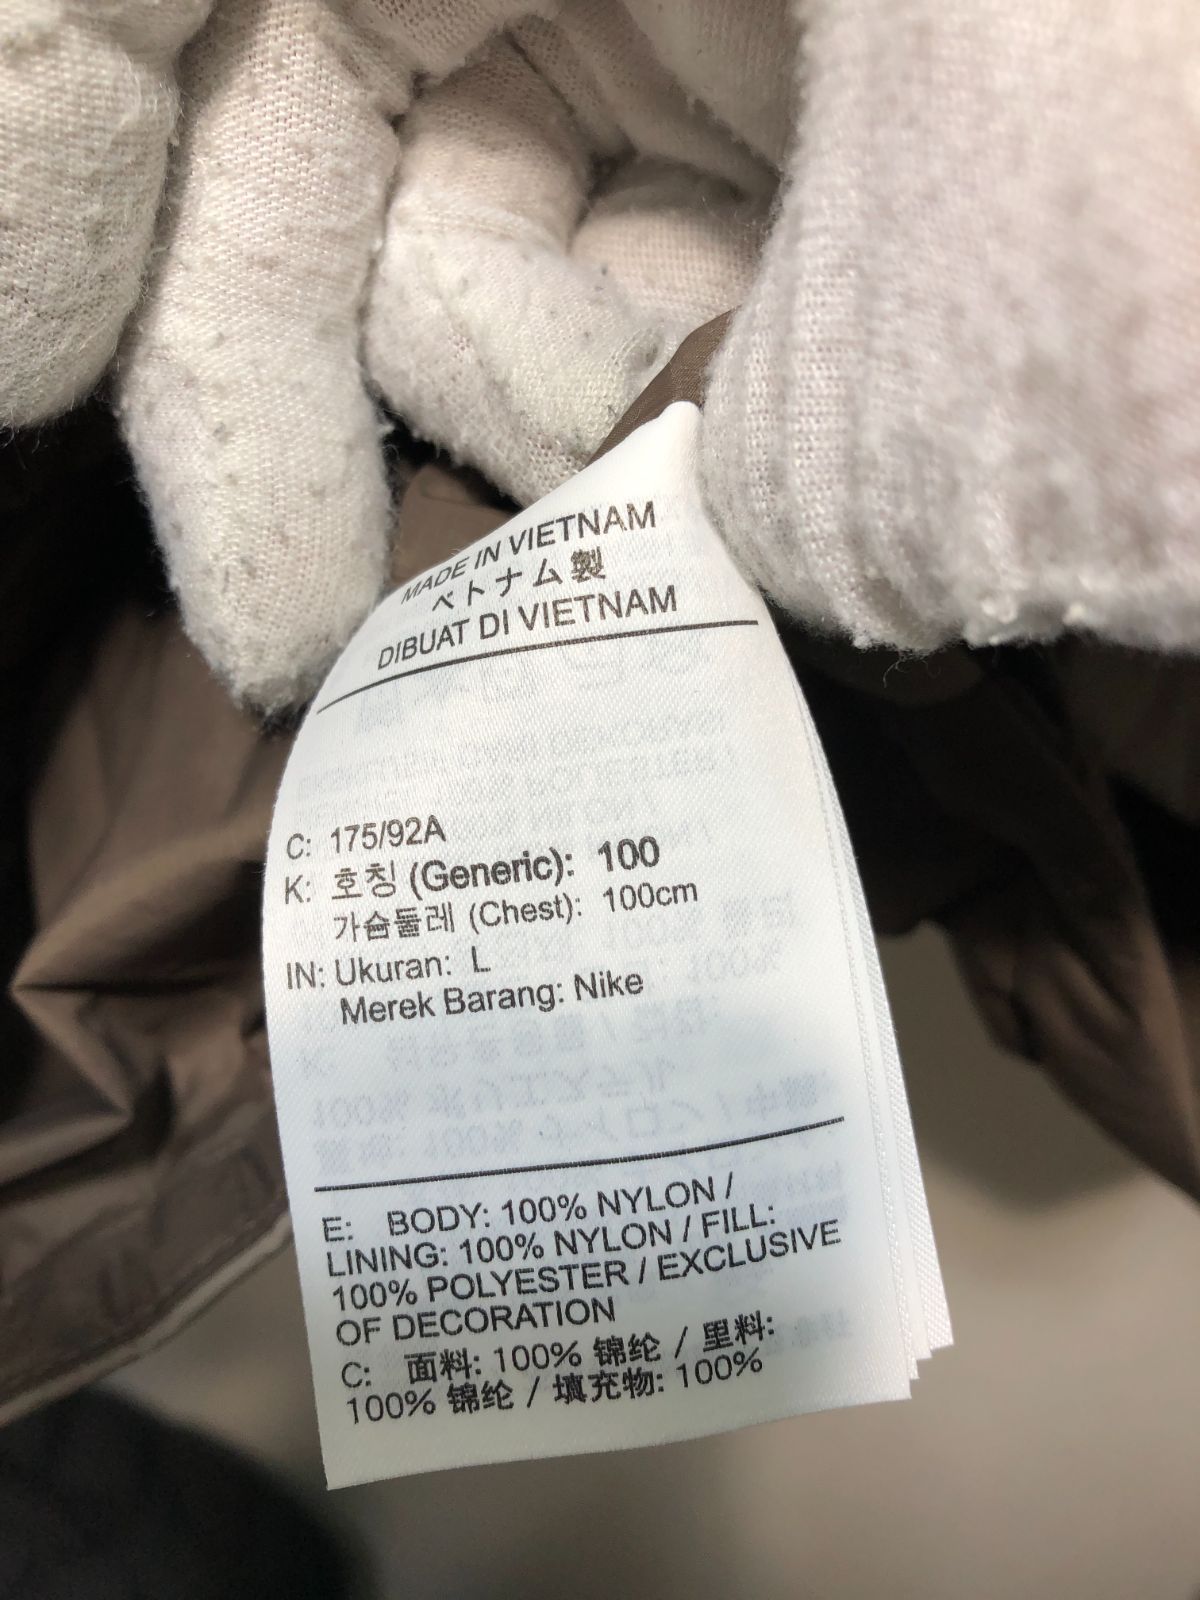 MADE IN VIETNAM
ベトナム製
DIBUAT DI VIETNAM
C: 175/92A
K: 호칭 (Generic): 100
가슴둘레 (Chest): 100cm
IN: Ukuran: L
Merek Barang: Nike
E: BODY: 100% NYLON /
LINING: 100% NYLON / FILL:
100% POLYESTER / EXCLUSIVE
OF DECORATION
C: 面料: 100% 锦纶 / 里料:
100% 锦纶 / 填充物: 100%